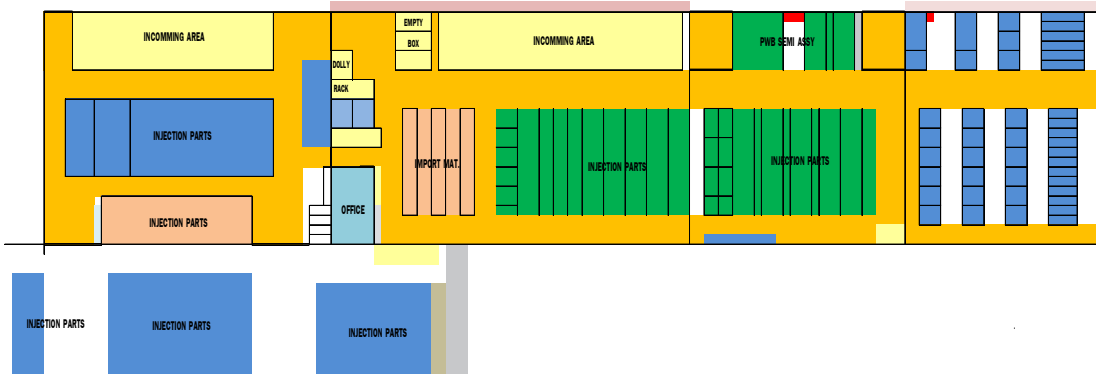 INCOMMING AREA
EMPTY
BOX
INCOMMING AREA
PWB SEMI ASSY
DOLLY
RACK
INJECTION PARTS
IMPORT MAT.
INJECTION PARTS
INJECTION PARTS
INJECTION PARTS
OFFICE
INJECTION PARTS
INJECTION PARTS
INJECTION PARTS